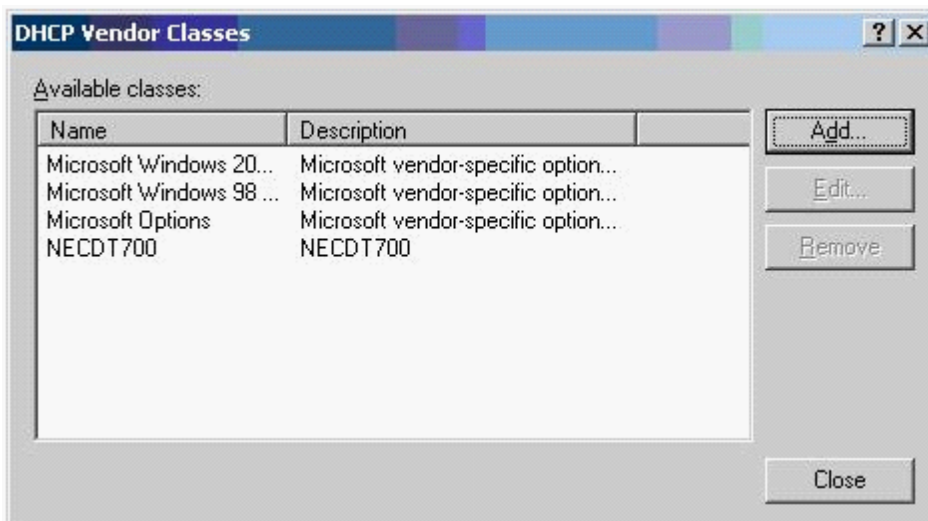 DHCP Vendor Classes
Available classes:
Name Description
Microsoft Windows 20... Microsoft vendor-specific option...
Microsoft Windows 98 ... Microsoft vendor-specific option...
Microsoft Options Microsoft vendor-specific option...
NECDT700 NECDT700
Add...
Edit...
Remove
Close